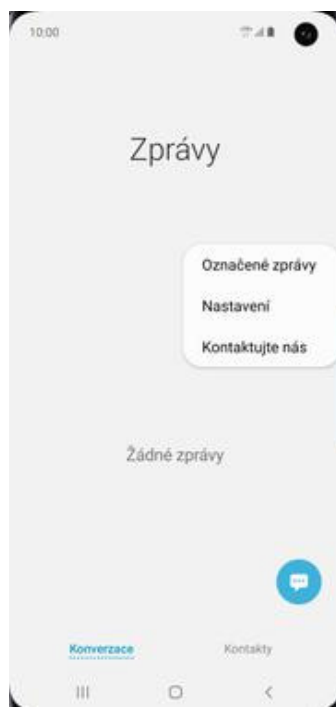 10:00
Zprávy
Označené zprávy
Nastavení
Kontaktujte nás
Žádné zprávy
Konverzace Kontakty